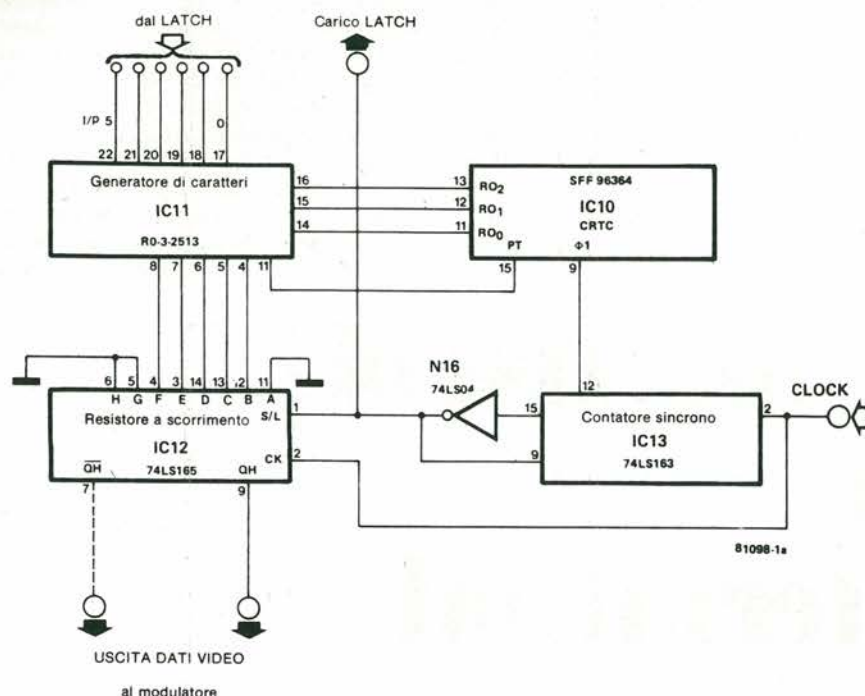 dal LATCH
Carico LATCH
I/P 5
0
22 21 20 19 18 17
Generatore di caratteri
IC11
R0-3-2513
16
15
14
8 7 6 5 4 11
13 RO2
12 RO1
11 RO0
SFF 96364
IC10
CRTC
PT Φ1
15 9
N16
74LS04
15
9
12
Contatore sincrono
IC13
74LS163
2
CLOCK
6 5 4 3 14 13 12 11
H G F E D C B A
S/L 1
Resistore a scorrimento
IC12
74LS165
CK 2
QH QH
7 9
81098-1a
USCITA DATI VIDEO
al modulatore